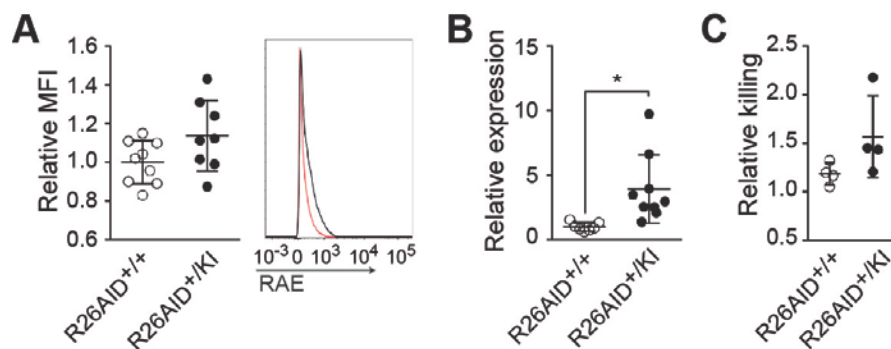 A
Relative MFI
1.6
1.4
1.2
1.0
0.8
0.6
R26AID+/+
R26AID+/KI
10-3 0 103 104 105
RAE
B
Relative expression
15
10
5
0
*
R26AID+/+
R26AID+/KI
C
Relative killing
2.5
2.0
1.5
1.0
0.5
R26AID+/+
R26AID+/KI